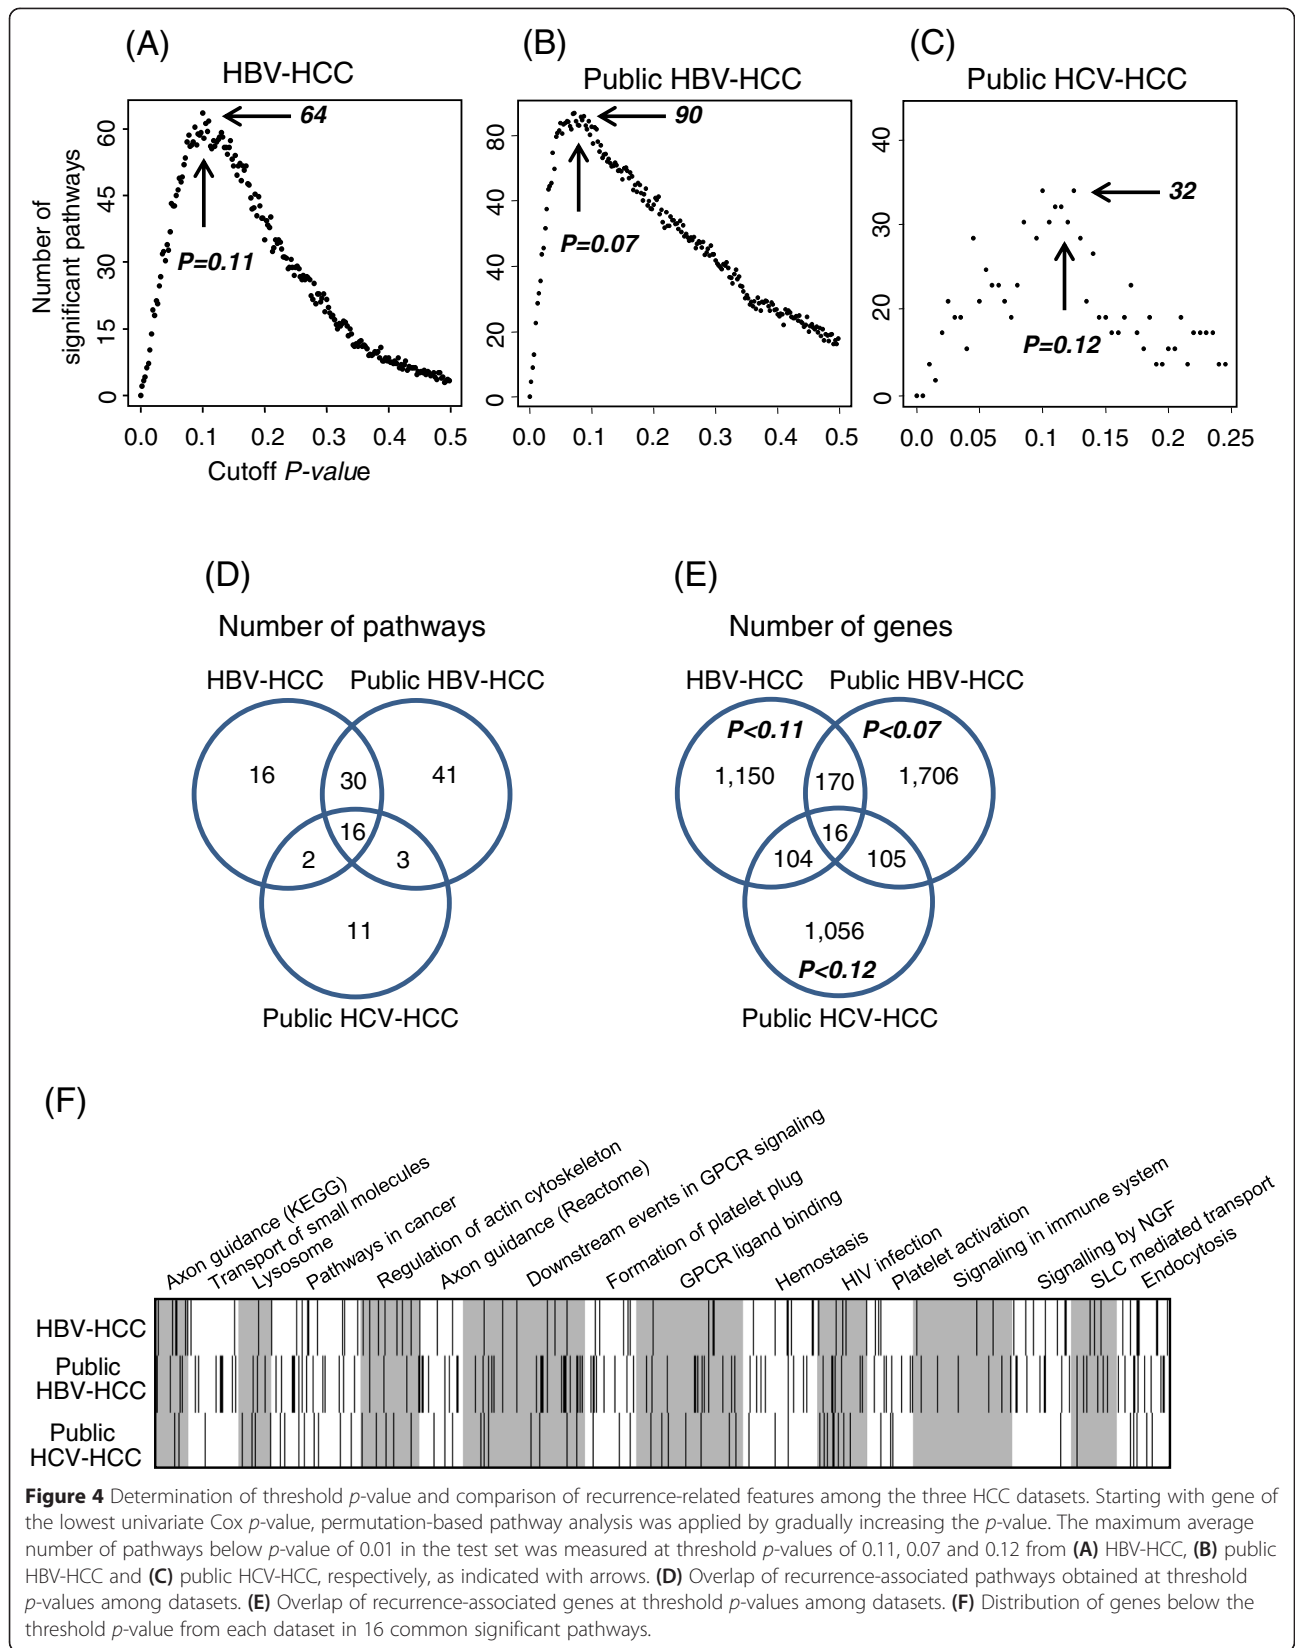 (A)
HBV-HCC
(B)
Public HBV-HCC
(C)
Public HCV-HCC
Number of
significant pathways
60
45
30
15
0
64
P=0.11
0.0 0.1 0.2 0.3 0.4 0.5
Cutoff P-value
80
60
40
20
0
90
P=0.07
0.0 0.1 0.2 0.3 0.4 0.5
40
30
20
0
32
P=0.12
0.0 0.05 0.1 0.15 0.2 0.25
(D)
Number of pathways
HBV-HCC Public HBV-HCC
16 30 41
16
2 3
11
Public HCV-HCC
(E)
Number of genes
HBV-HCC Public HBV-HCC
P<0.11 P<0.07
1,150 170 1,706
16
104 105
1,056
P<0.12
Public HCV-HCC
(F)
Axon guidance (KEGG)
Transport of small molecules
Lysosome
Pathways in cancer
Regulation of actin cytoskeleton
Axon guidance (Reactome)
Downstream events in GPCR signaling
Formation of platelet plug
GPCR ligand binding
Hemostasis
HIV infection
Platelet activation
Signaling in immune system
Signalling by NGF
SLC mediated transport
Endocytosis
HBV-HCC
Public
HBV-HCC
Public
HCV-HCC
Figure 4 Determination of threshold p-value and comparison of recurrence-related features among the three HCC datasets. Starting with gene of
the lowest univariate Cox p-value, permutation-based pathway analysis was applied by gradually increasing the p-value. The maximum average
number of pathways below p-value of 0.01 in the test set was measured at threshold p-values of 0.11, 0.07 and 0.12 from (A) HBV-HCC, (B) public
HBV-HCC and (C) public HCV-HCC, respectively, as indicated with arrows. (D) Overlap of recurrence-associated pathways obtained at threshold
p-values among datasets. (E) Overlap of recurrence-associated genes at threshold p-values among datasets. (F) Distribution of genes below the
threshold p-value from each dataset in 16 common significant pathways.